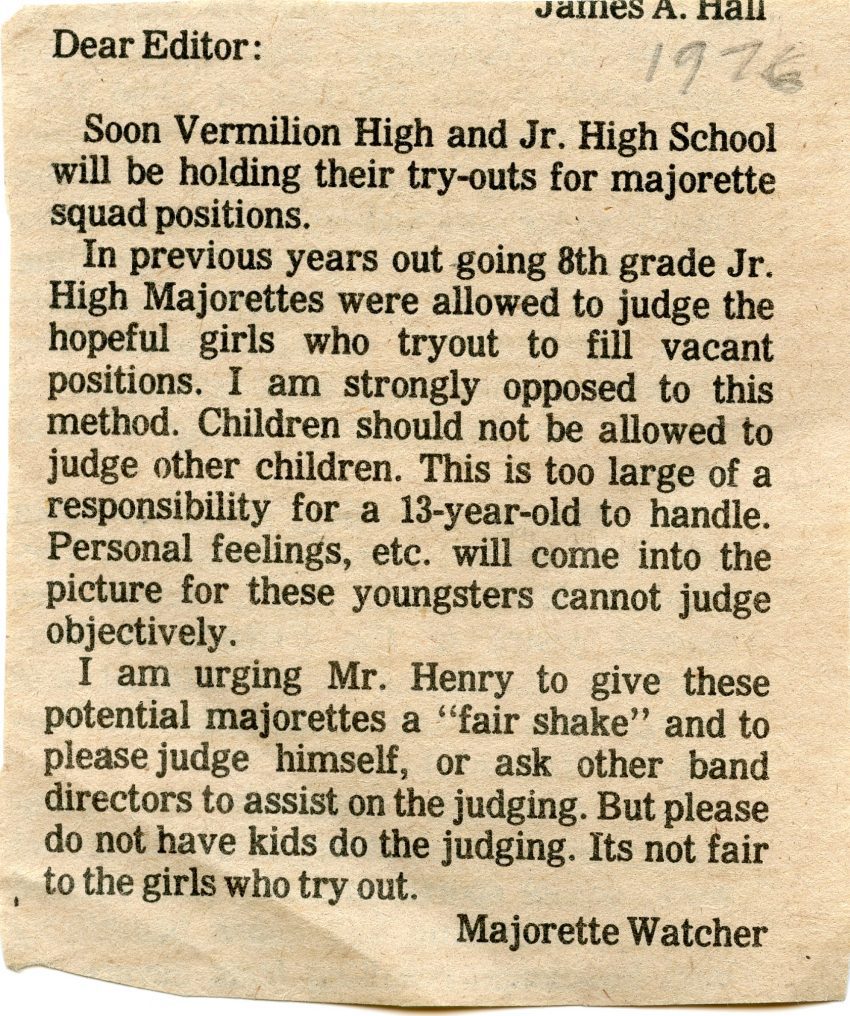 James A. Hall
Dear Editor:
1976
Soon Vermilion High and Jr. High School
will be holding their try-outs for majorette
squad positions.
In previous years out going 8th grade Jr.
High Majorettes were allowed to judge the
hopeful girls who tryout to fill vacant
positions. I am strongly opposed to this
method. Children should not be allowed to
judge other children. This is too large of a
responsibility for a 13-year-old to handle.
Personal feelings, etc. will come into the
picture for these youngsters cannot judge
objectively.
I am urging Mr. Henry to give these
potential majorettes a “fair shake” and to
please judge himself, or ask other band
directors to assist on the judging. But please
do not have kids do the judging. Its not fair
to the girls who try out.
Majorette Watcher